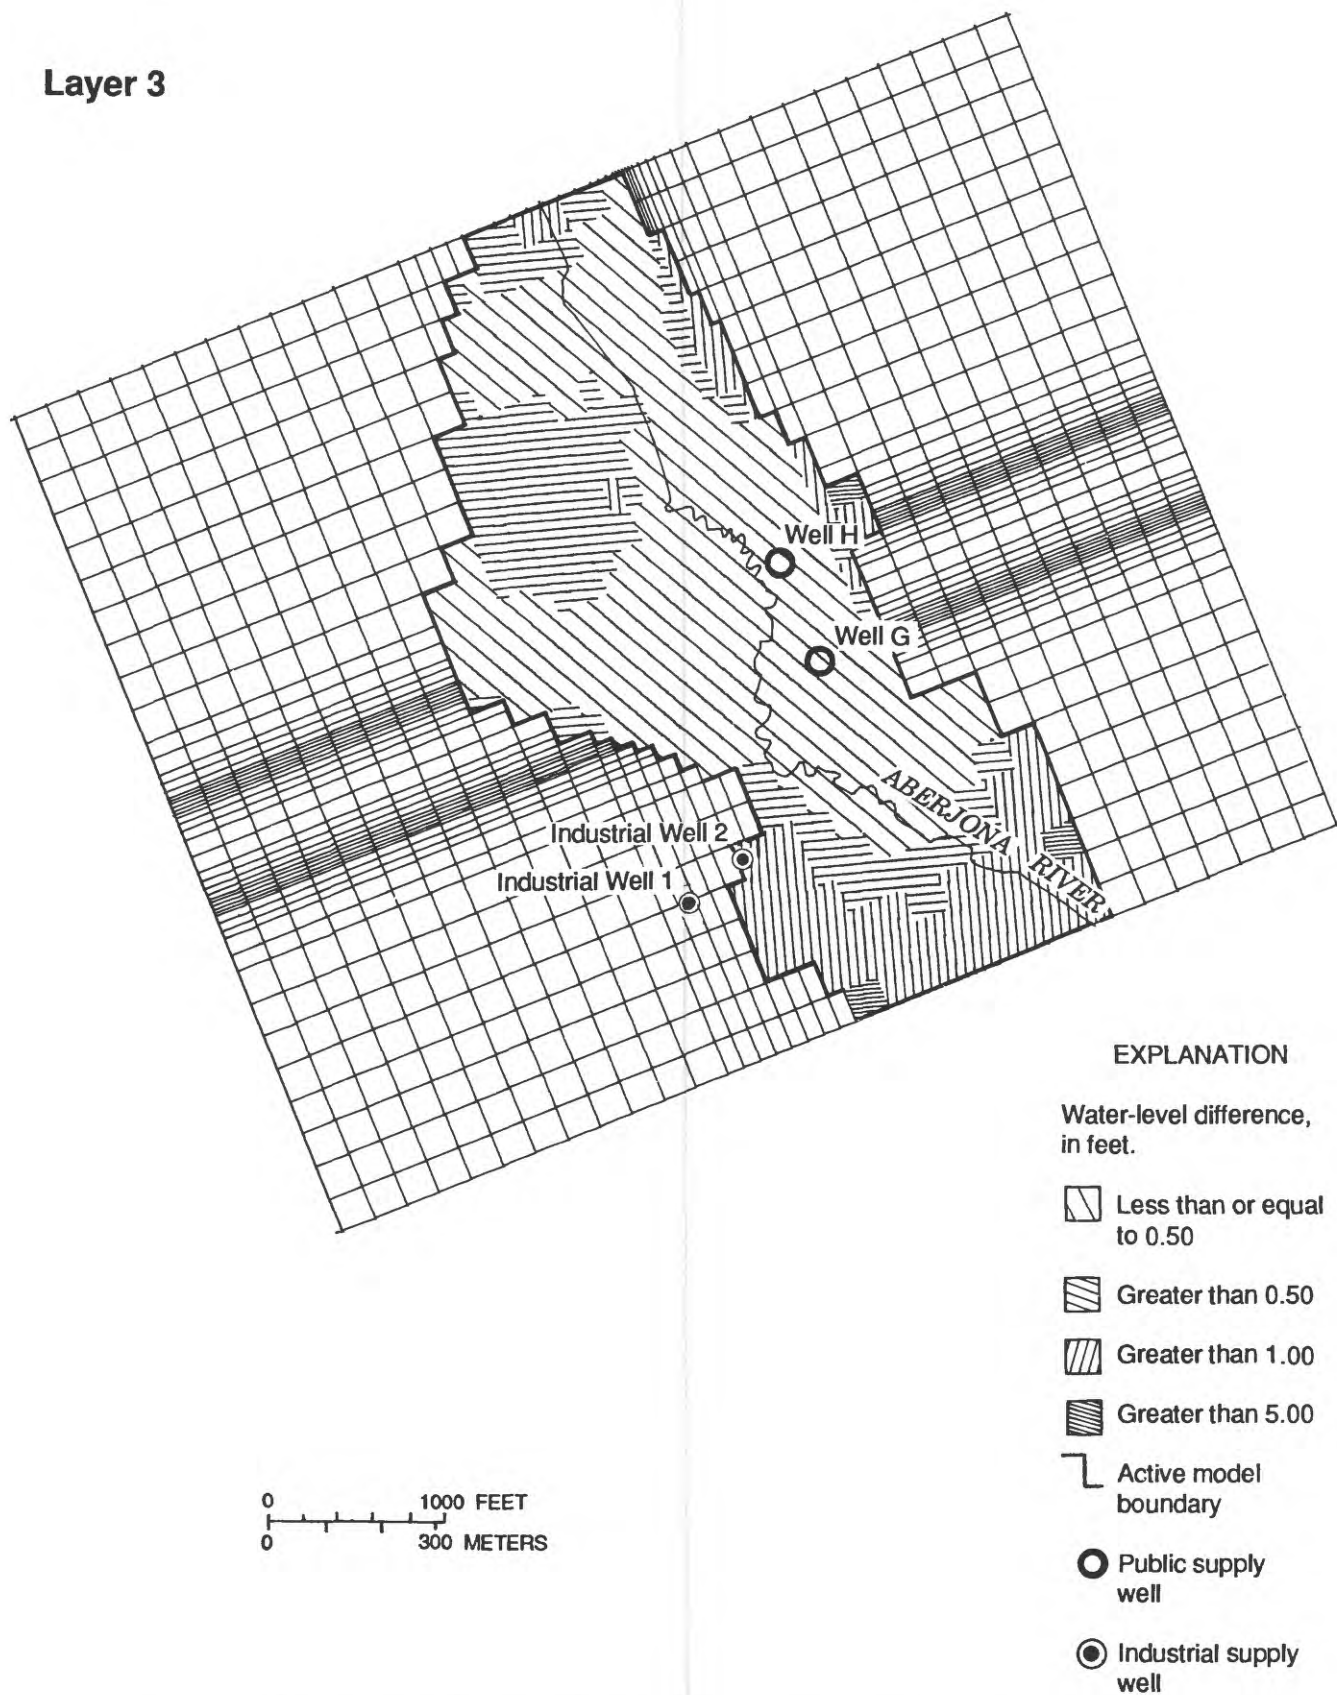 Layer 3
Well H
Well G
ABERJONA RIVER
Industrial Well 2
Industrial Well 1
EXPLANATION
Water-level difference,
in feet.
Less than or equal
to 0.50
Greater than 0.50
Greater than 1.00
Greater than 5.00
Active model
boundary
Public supply
well
Industrial supply
well
0 1000 FEET
0 300 METERS